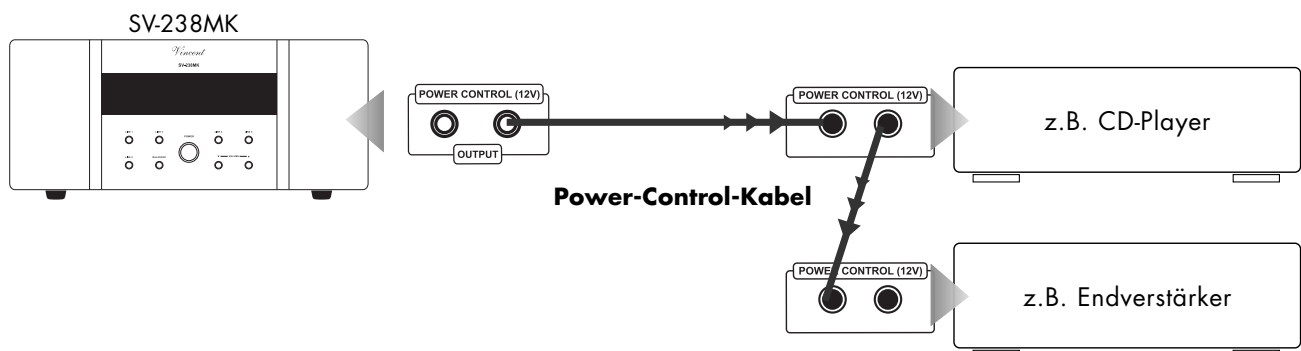 SV-238MK
Vincent
SV-238MK
POWER
POWER CONTROL (12V)
OUTPUT
POWER CONTROL (12V)
z.B. CD-Player
Power-Control-Kabel
POWER CONTROL (12V)
z.B. Endverstärker